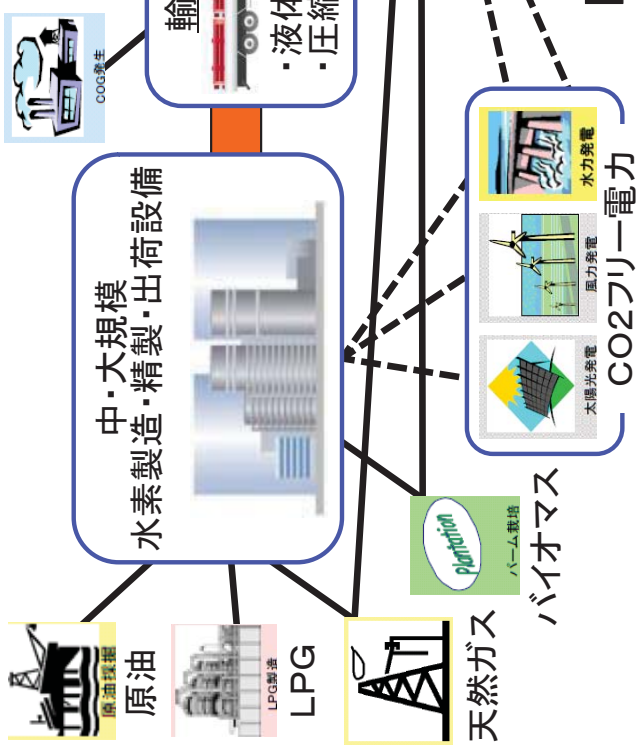 COG発生
輸
・液体
・圧縮
中・大規模
水素製造・精製・出荷設備
原油採掘
原油
LPG製造
LPG
天然ガス
Plantation
パーム栽培
バイオマス
太陽光発電
風力発電
水力発電
CO2フリー電力